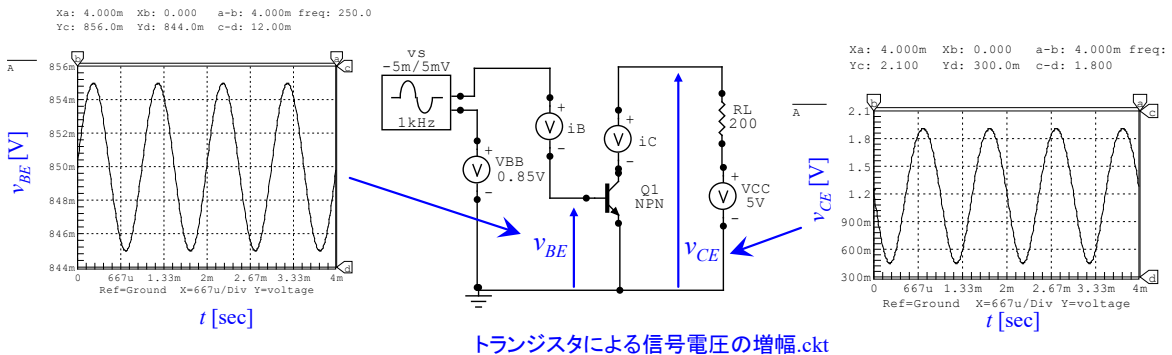 Xa: 4.000m Xb: 0.000 a-b: 4.000m freq: 250.0
Yc: 856.0m Yd: 844.0m c-d: 12.00m
A
b
a
c
d
856m
854m
852m
850m
848m
846m
844m
0 667u 1.33m 2m 2.67m 3.33m 4m
Ref=Ground X=667u/Div Y=voltage
vBE [V]
t [sec]
vs
-5m/5mV
1kHz
+
V
-
VBB
0.85V
+
V
-
iB
+
V
-
iC
Q1
NPN
RL
200
+
V
-
VCC
5V
vBE
vCE
トランジスタによる信号電圧の増幅.ckt
Xa: 4.000m Xb: 0.000 a-b: 4.000m freq:
Yc: 2.100 Yd: 300.0m c-d: 1.800
A
b
a
c
d
2.1
1.8
1.5
1.2
900m
600m
300m
0 667u 1.33m 2m 2.67m 3.33m 4m
Ref=Ground X=667u/Div Y=voltage
vCE [V]
t [sec]